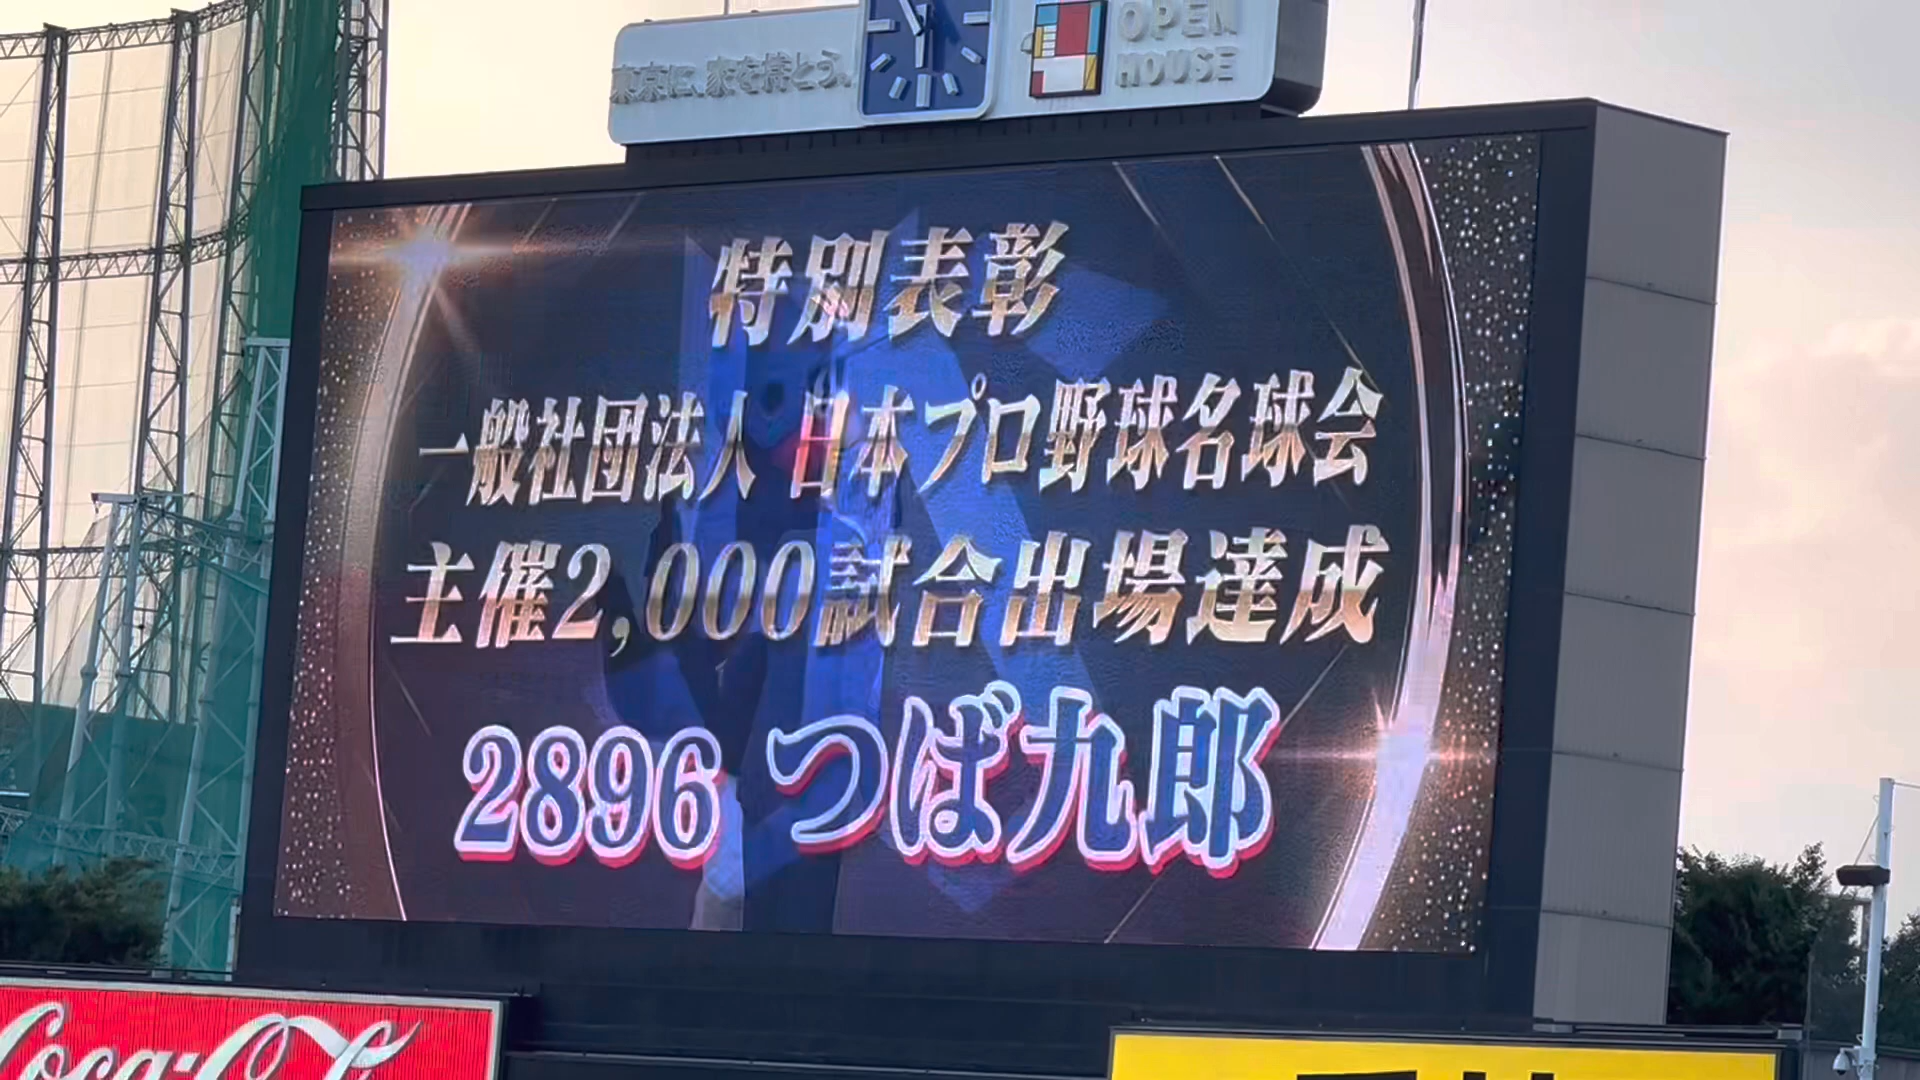 東京に、家を持とう。
OPEN
HOUSE
特別表彰
一般社団法人 日本プロ野球名球会
主催2,000試合出場達成
2896 つば九郎
Coca-C